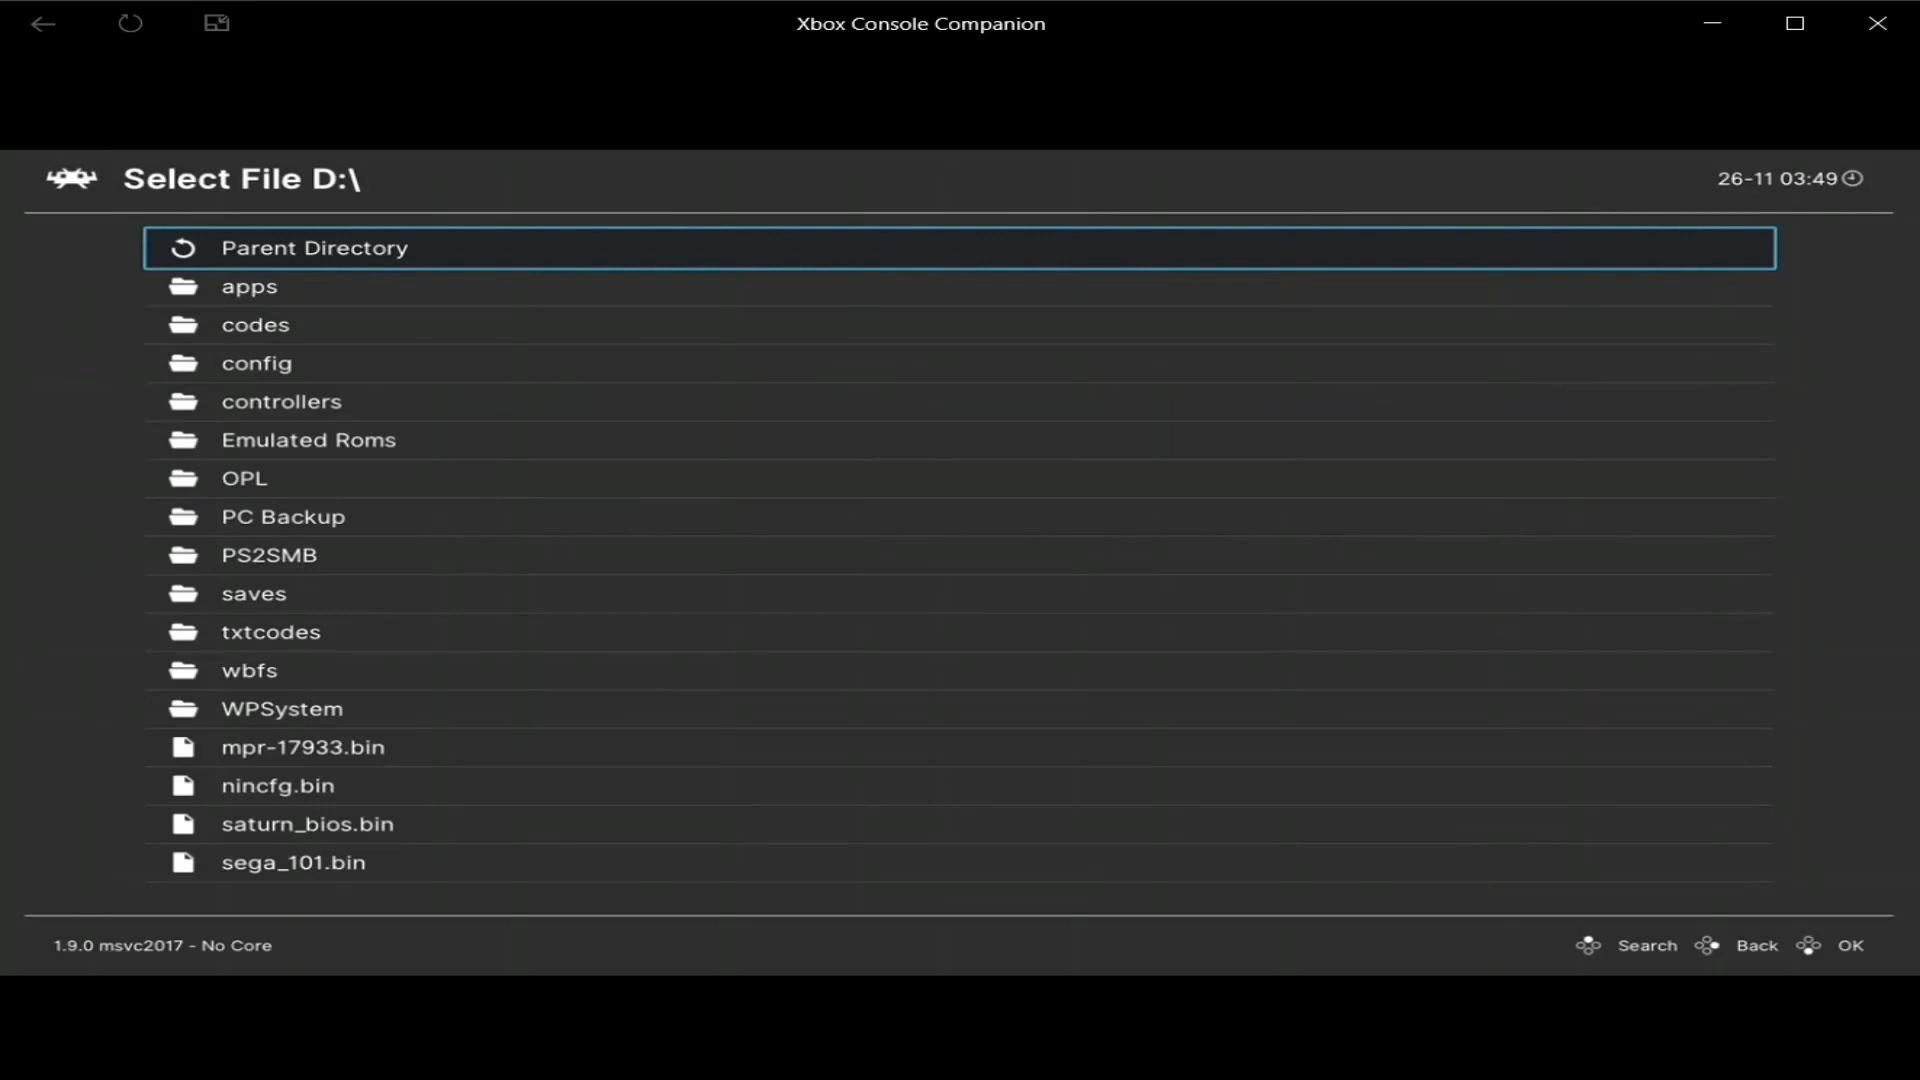 Xbox Console Companion
Select File D:\
26-11 03:49
Parent Directory
apps
codes
config
controllers
Emulated Roms
OPL
PC Backup
PS2SMB
saves
txtcodes
wbfs
WPSystem
mpr-17933.bin
nincfg.bin
saturn_bios.bin
sega_101.bin
1.9.0 msvc2017 - No Core
Search Back OK